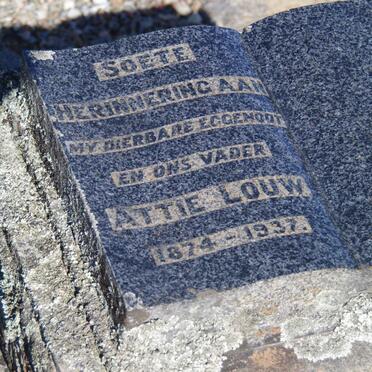 SOETE
HERINNERING AAN
MY DIERBARE EGGENOOT
EN ONS VADER
ATTIE LOUW
1874-1937.